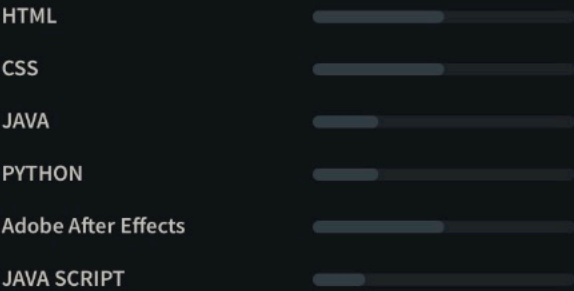 HTML
CSS
JAVA
PYTHON
Adobe After Effects
JAVA SCRIPT